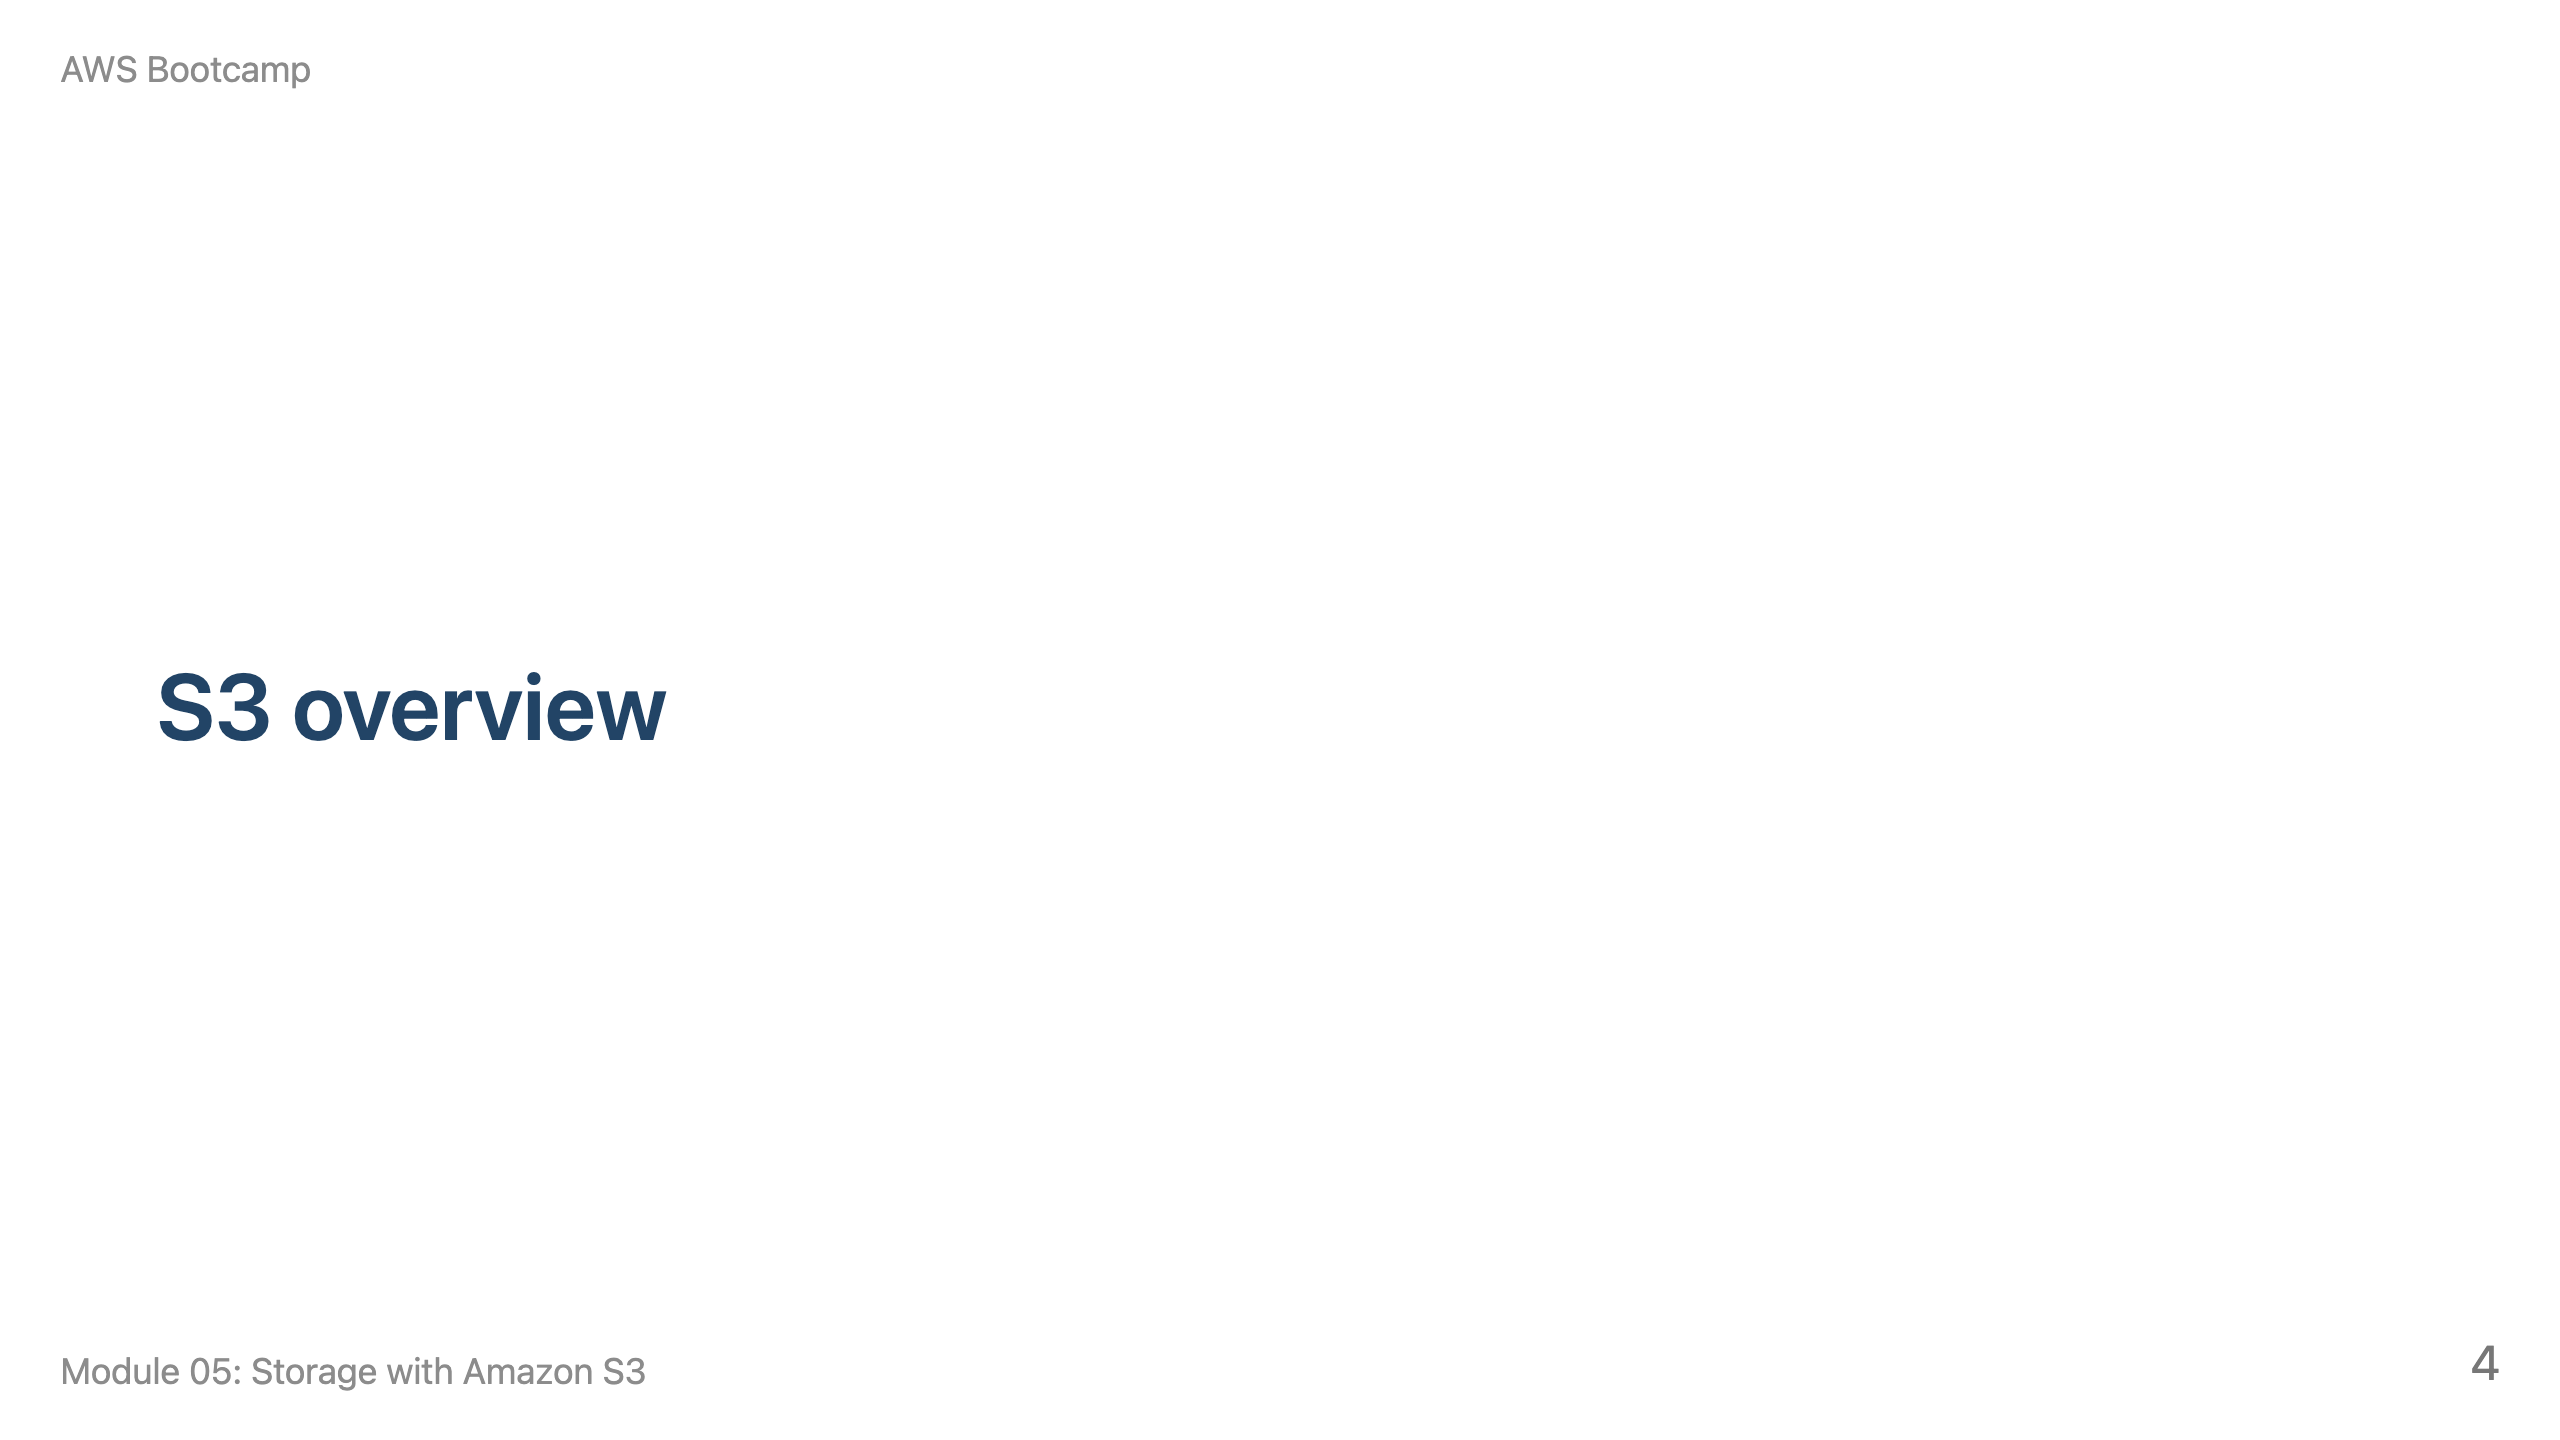 AWS Bootcamp
S3 overview
Module 05: Storage with Amazon S3
4